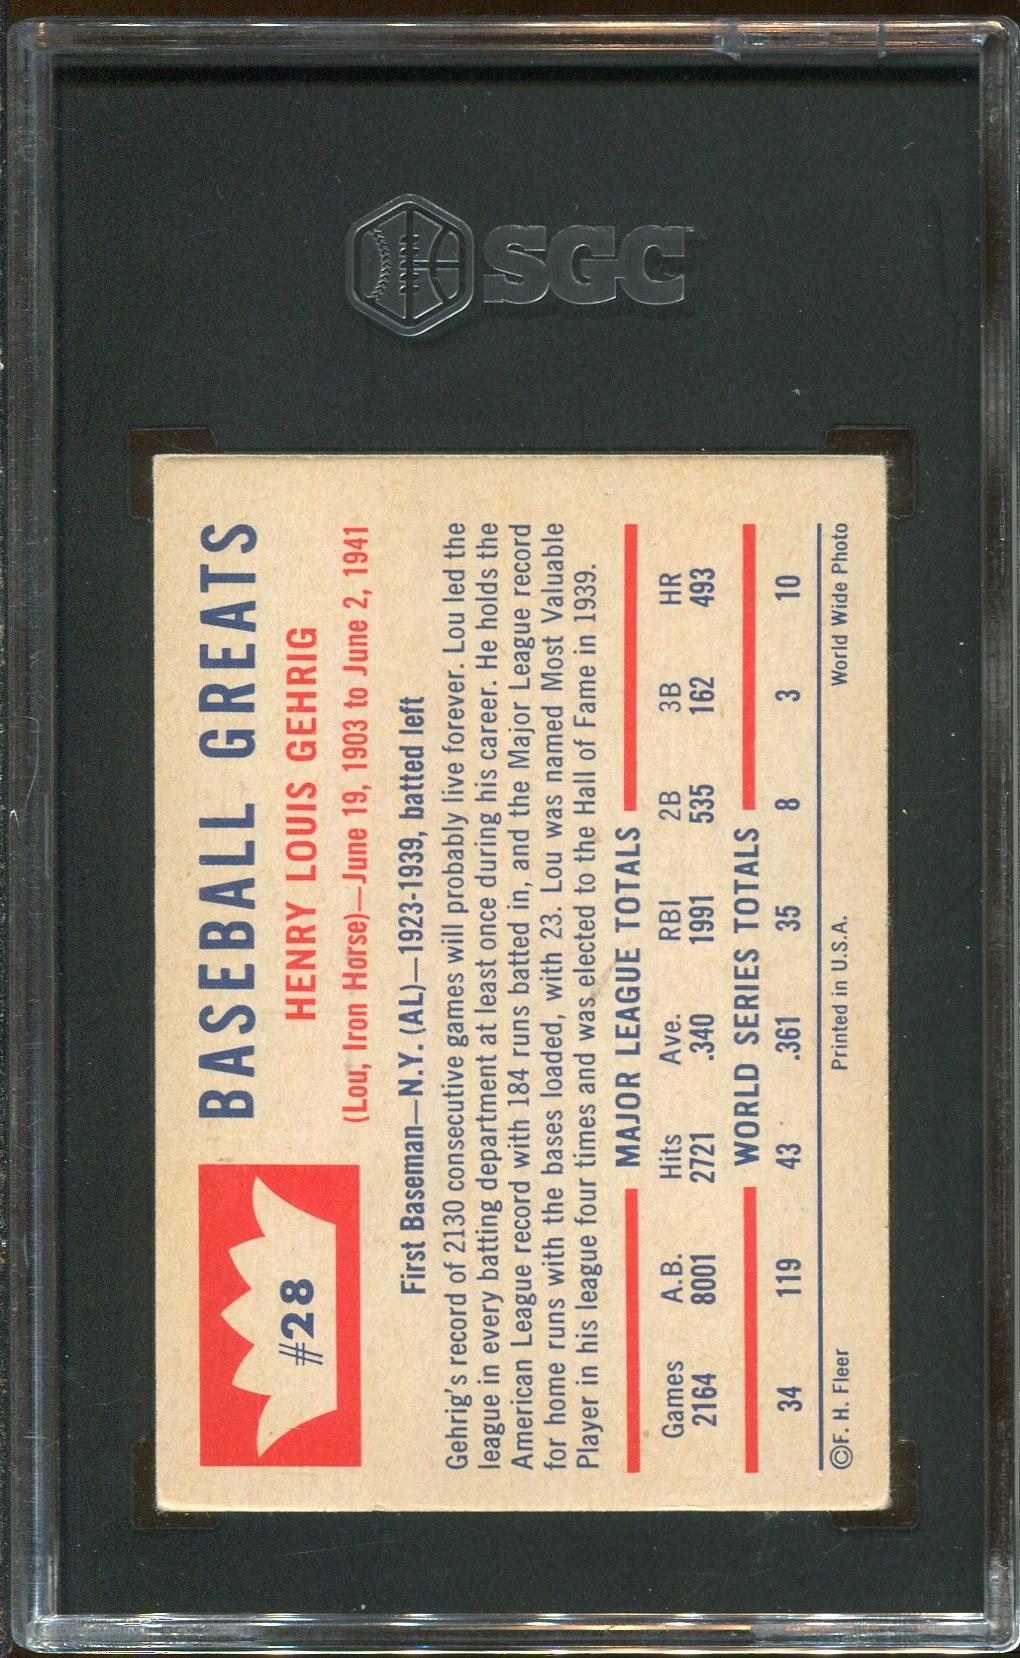 SGC
BASEBALL GREATS
#28
HENRY LOUIS GEHRIG
(Lou, Iron Horse)—June 19, 1903 to June 2, 1941
First Baseman—N.Y. (AL)—1923-1939, batted left
Gehrig's record of 2130 consecutive games will probably live forever. Lou led the
league in every batting department at least once during his career. He holds the
American League record with 184 runs batted in, and the Major League record
for home runs with the bases loaded, with 23. Lou was named Most Valuable
Player in his league four times and was elected to the Hall of Fame in 1939.
MAJOR LEAGUE TOTALS
Games A.B. Hits Ave. RBI 2B 3B HR
2164 8001 2721 .340 1991 535 162 493
WORLD SERIES TOTALS
34 119 43 .361 35 8 3 10
©F. H. Fleer Printed in U.S.A. World Wide Photo